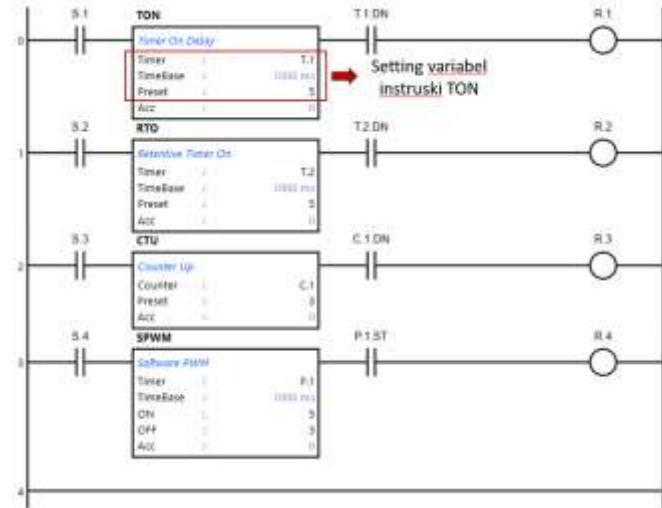 S.1 TON T.1.DN R.1
0
Timer On Delay
Timer : T.1
TimeBase : 1000 ms
Preset : 5
Acc : 0
Setting variabel
instruski TON
S.2 RTO T.2.DN R.2
1
Retentive Timer On
Timer : T.2
TimeBase : 1000 ms
Preset : 5
Acc : 0
S.3 CTU C.1.DN R.3
2
Counter Up
Counter : C.1
Preset : 3
Acc : 0
S.4 SPWM P.1.ST R.4
3
Software PWM
Timer : P.1
TimeBase : 1000 ms
ON : 5
OFF : 3
Acc : 0
4